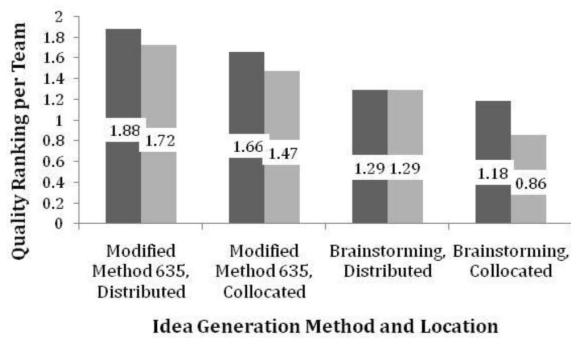 Quality Ranking per Team
2
1.8
1.6
1.4
1.2
1
0.8
0.6
0.4
0.2
0
1.88
1.72
1.66
1.47
1.29
1.29
1.18
0.86
Modified
Method 635,
Distributed
Modified
Method 635,
Collocated
Brainstorming,
Distributed
Brainstorming,
Collocated
Idea Generation Method and Location